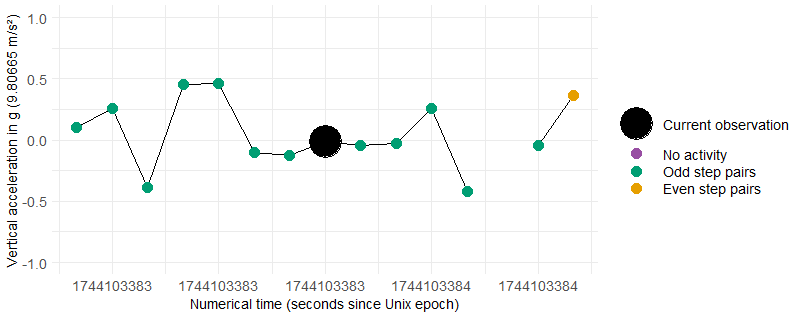 Vertical acceleration in g (9.80665 m/s²)
1.0
0.5
0.0
-0.5
-1.0
1744103383 1744103383 1744103383 1744103384 1744103384
Numerical time (seconds since Unix epoch)
Current observation
No activity
Odd step pairs
Even step pairs